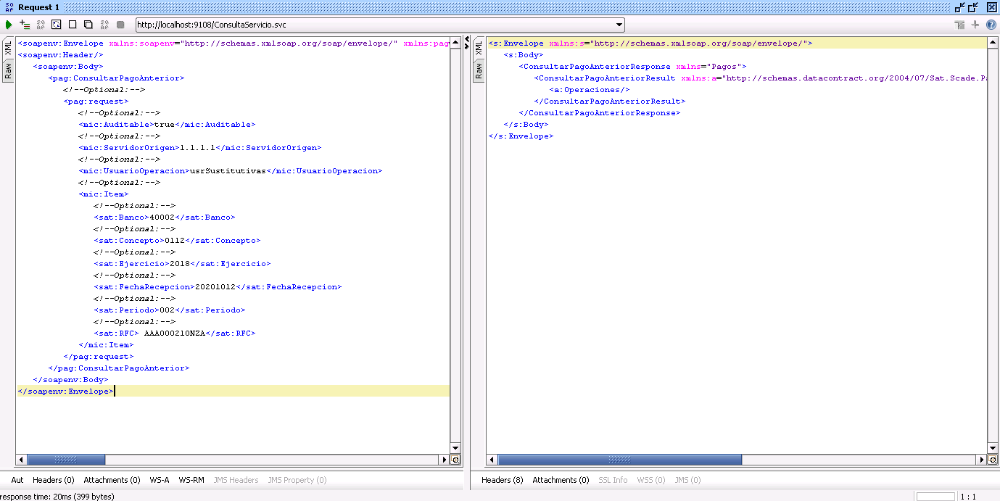 Request 1
http://localhost:9108/ConsultaServicio.svc
XML
Raw
<soapenv:Envelope xmlns:soapenv="http://schemas.xmlsoap.org/soap/envelope/" xmlns:pag
<soapenv:Header/>
<soapenv:Body>
<pag:ConsultarPagoAnterior>
<!--Optional:-->
<pag:request>
<!--Optional:-->
<mic:Auditable>true</mic:Auditable>
<!--Optional:-->
<mic:ServidorOrigen>1.1.1.1</mic:ServidorOrigen>
<!--Optional:-->
<mic:UsuarioOperacion>usrSustitutivas</mic:UsuarioOperacion>
<!--Optional:-->
<mic:Item>
<!--Optional:-->
<sat:Banco>40002</sat:Banco>
<!--Optional:-->
<sat:Concepto>0112</sat:Concepto>
<!--Optional:-->
<sat:Ejercicio>2018</sat:Ejercicio>
<!--Optional:-->
<sat:FechaRecepcion>20201012</sat:FechaRecepcion>
<!--Optional:-->
<sat:Periodo>002</sat:Periodo>
<!--Optional:-->
<sat:RFC> AAA000210NZA</sat:RFC>
</mic:Item>
</pag:request>
</pag:ConsultarPagoAnterior>
</soapenv:Body>
</soapenv:Envelope>
Aut Headers (0) Attachments (0) WS-A WS-RM JMS Headers JMS Property (0)
XML
Raw
<s:Envelope xmlns:s="http://schemas.xmlsoap.org/soap/envelope/">
<s:Body>
<ConsultarPagoAnteriorResponse xmlns="Pagos">
<ConsultarPagoAnteriorResult xmlns:a="http://schemas.datacontract.org/2004/07/Sat.Scade.Pa
<a:Operaciones/>
</ConsultarPagoAnteriorResult>
</ConsultarPagoAnteriorResponse>
</s:Body>
</s:Envelope>
Headers (8) Attachments (0) SSL Info WSS (0) JMS (0)
response time: 20ms (399 bytes)
1 : 1